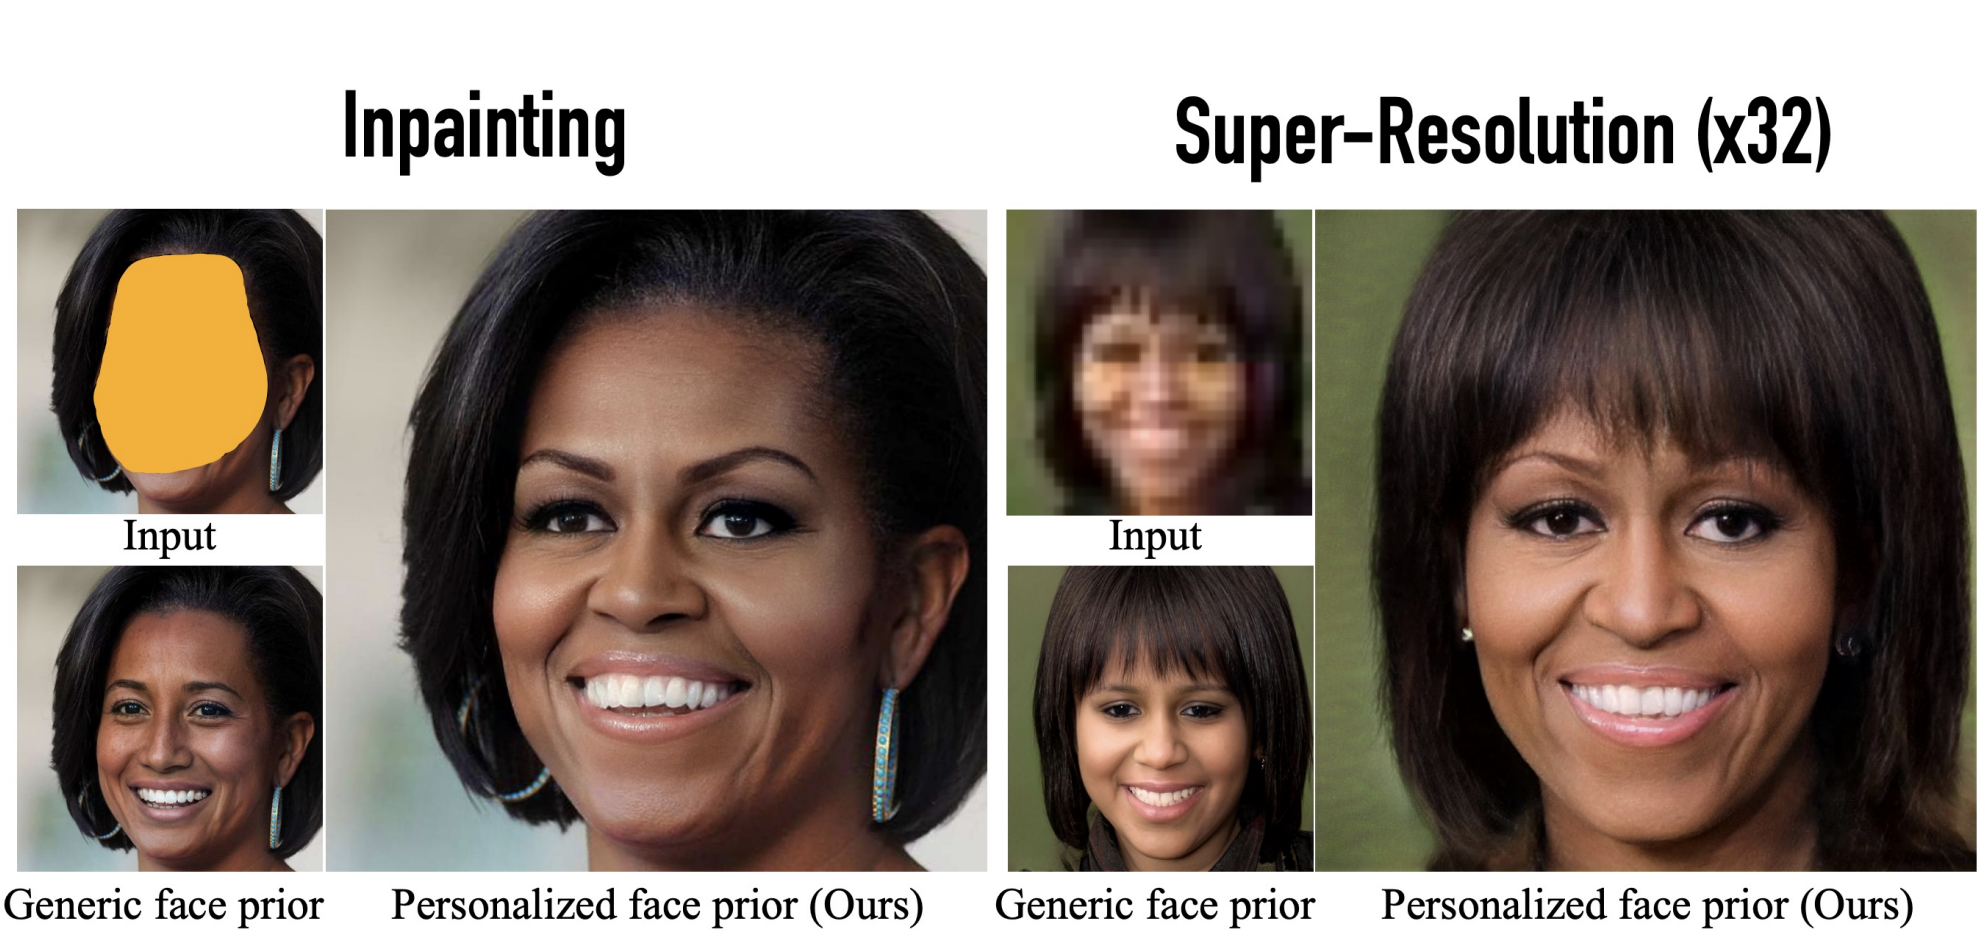 Inpainting
Super-Resolution (x32)
Input
Input
Generic face prior
Personalized face prior (Ours)
Generic face prior
Personalized face prior (Ours)